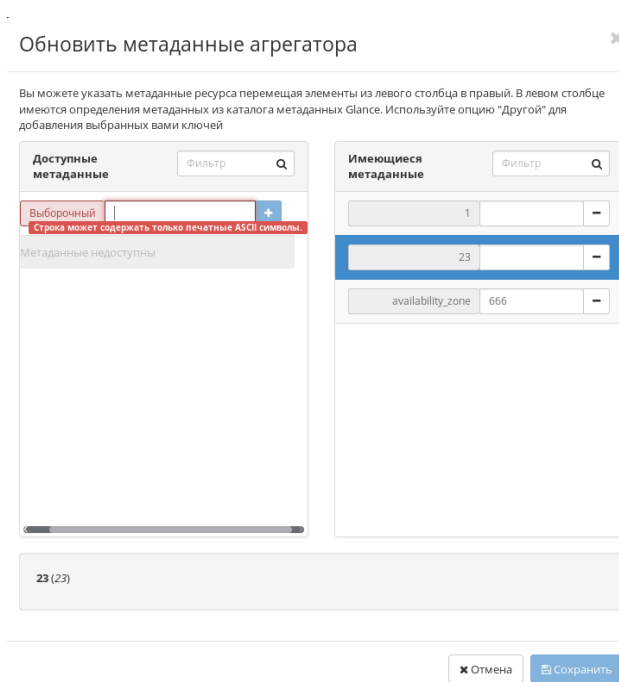 Обновить метаданные агрегатора
Вы можете указать метаданные ресурса перемещая элементы из левого столбца в правый. В левом столбце
имеются определения метаданных из каталога метаданных Glance. Используйте опцию "Другой" для
добавления выбранных вами ключей
Доступные
метаданные
Фильтр
Выборочный
Строка может содержать только печатные ASCII символы.
Метаданные недоступны
Имеющиеся
метаданные
Фильтр
1
23
availability_zone 666
23 (23)
Отмена
Сохранить